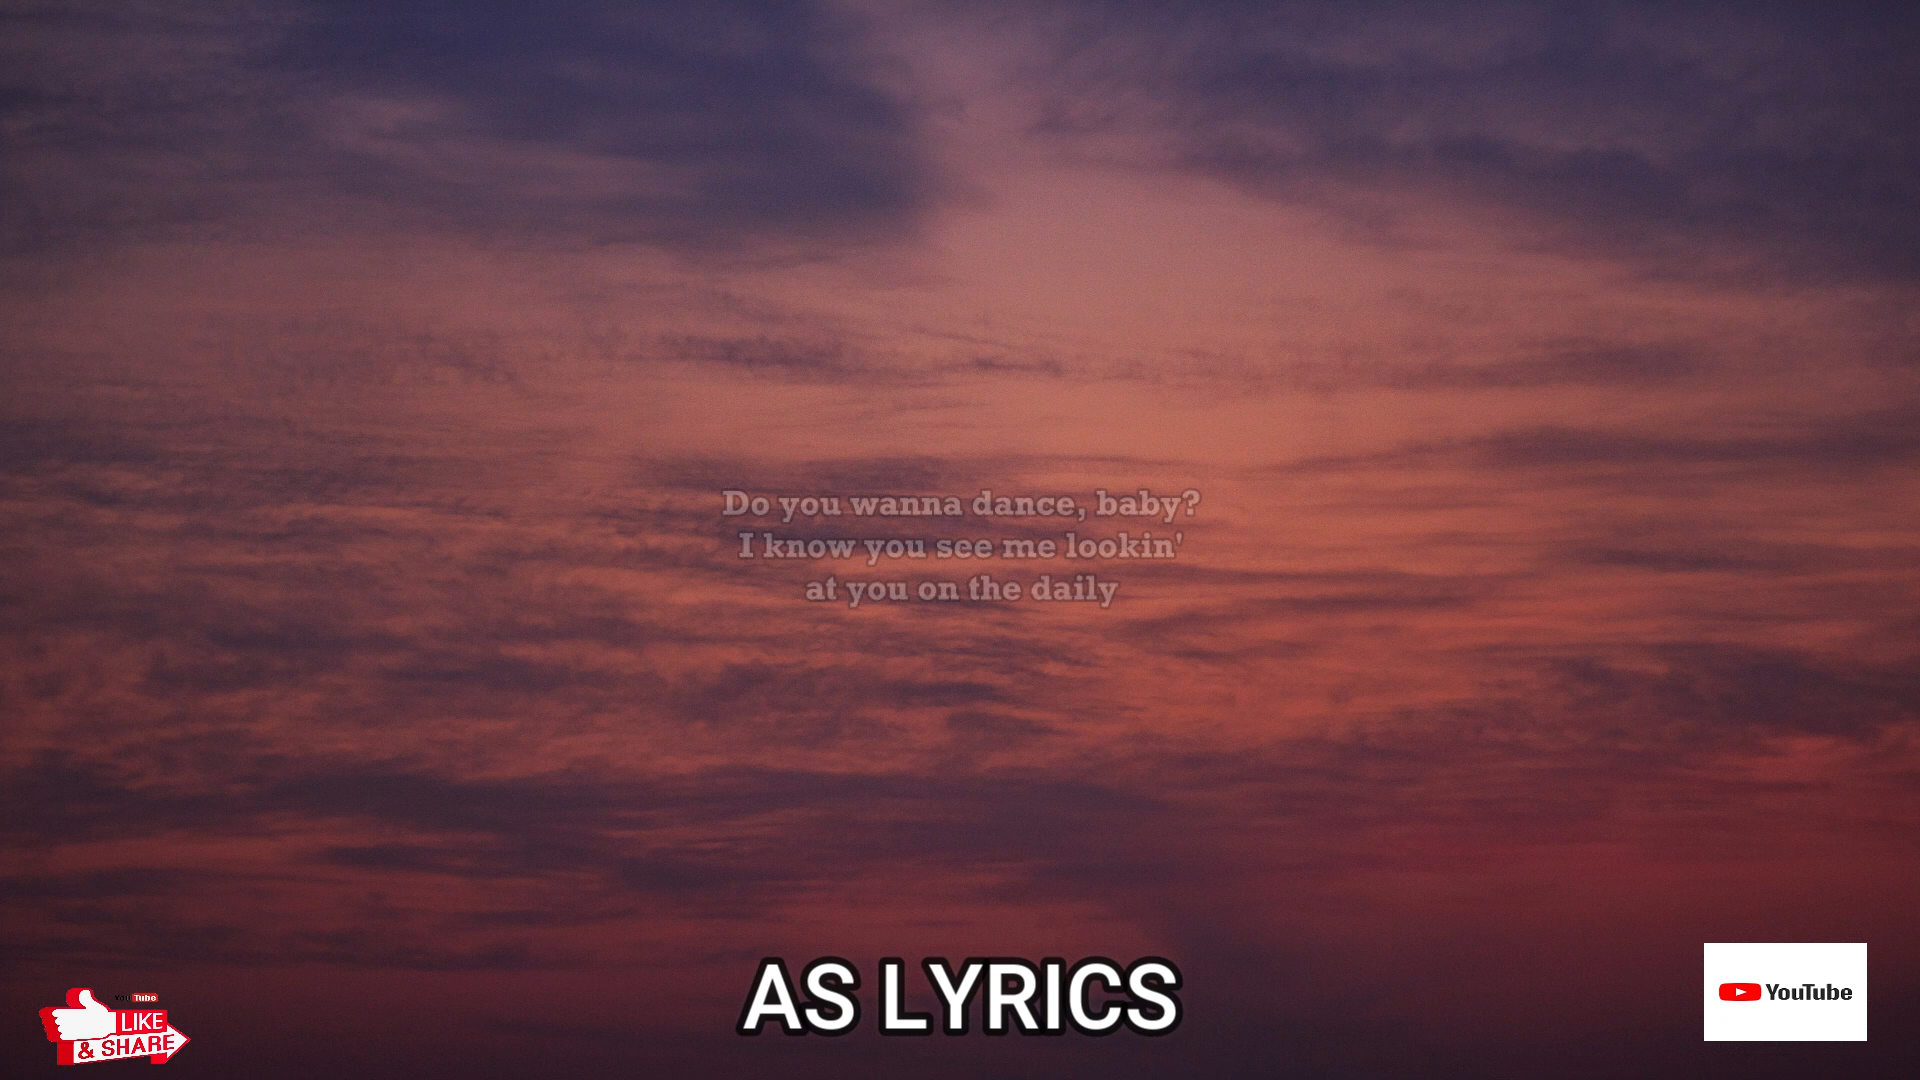 Do you wanna dance, baby?
I know you see me lookin'
at you on the daily
AS LYRICS
YouTube
LIKE
& SHARE
YouTube